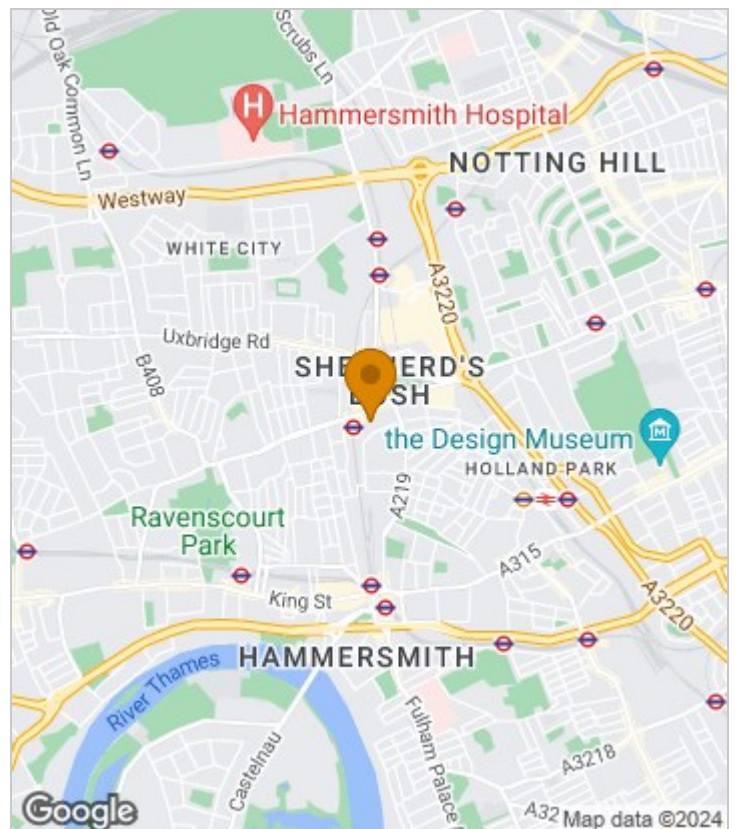 Old Oak Common Ln
Scrubs Ln
H
Hammersmith Hospital
NOTTING HILL
Westway
WHITE CITY
A3220
Uxbridge Rd
B408
SHEPHERD'S
BUSH
the Design Museum
M
HOLLAND PARK
A219
Ravenscourt
Park
A315
King St
A3220
HAMMERSMITH
River Thames
Castelnau
Fulham Palace
A3218
Google
A32
Map data ©2024